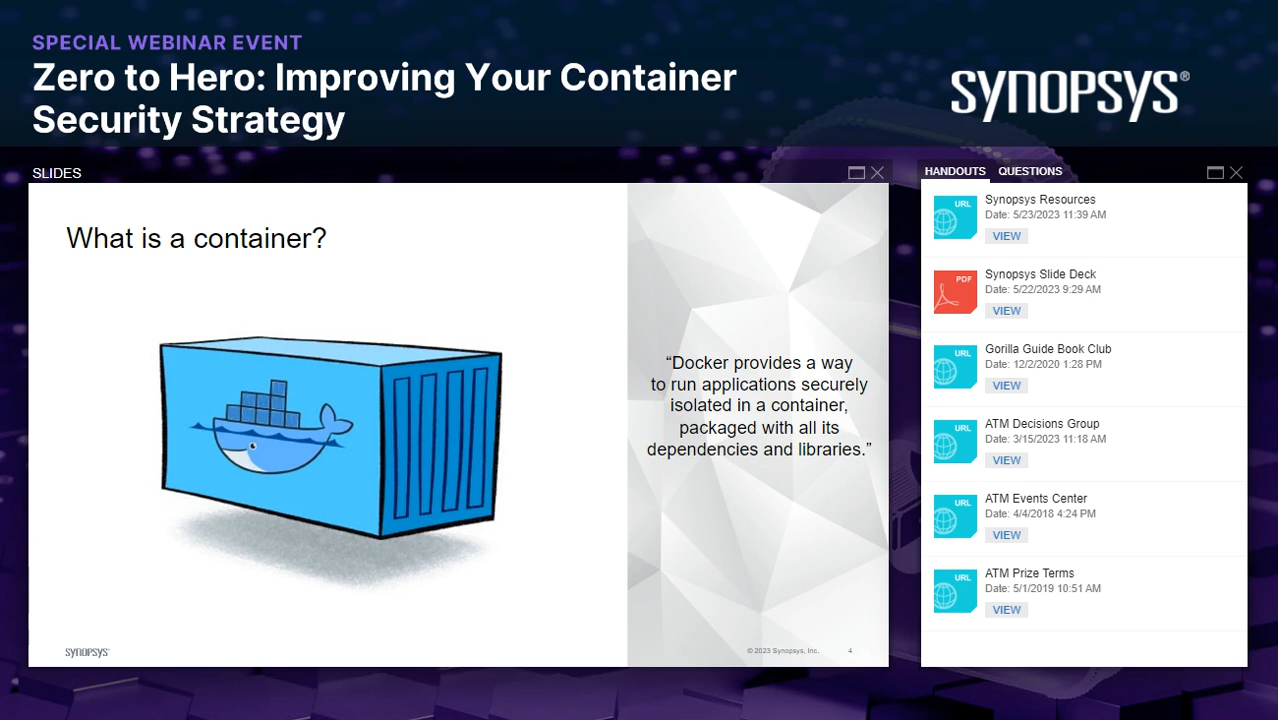 SPECIAL WEBINAR EVENT
Zero to Hero: Improving Your Container
Security Strategy
SYNOPSYS®
SLIDES
What is a container?
“Docker provides a way
to run applications securely
isolated in a container,
packaged with all its
dependencies and libraries.”
SYNOPSYS®
© 2023 Synopsys, Inc.
4
HANDOUTS
QUESTIONS
URL
Synopsys Resources
Date: 5/23/2023 11:39 AM
VIEW
PDF
Synopsys Slide Deck
Date: 5/22/2023 9:29 AM
VIEW
URL
Gorilla Guide Book Club
Date: 12/2/2020 1:28 PM
VIEW
URL
ATM Decisions Group
Date: 3/15/2023 11:18 AM
VIEW
URL
ATM Events Center
Date: 4/4/2018 4:24 PM
VIEW
URL
ATM Prize Terms
Date: 5/1/2019 10:51 AM
VIEW